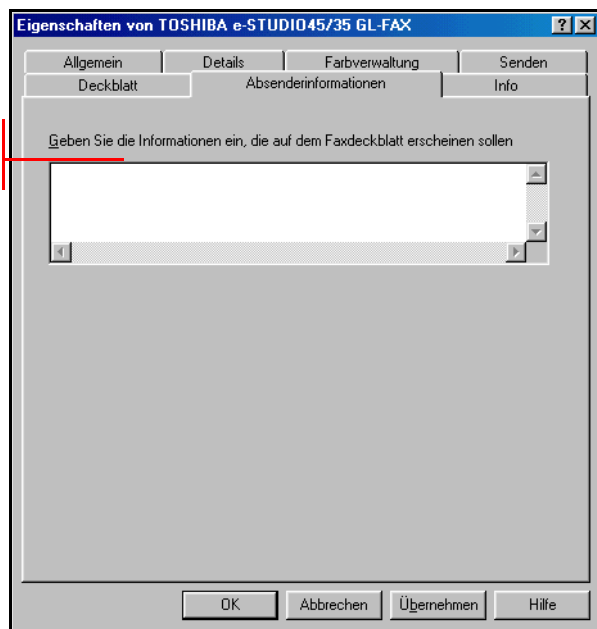 Eigenschaften von TOSHIBA e-STUDIO45/35 GL-FAX
Allgemein Details Farbverwaltung Senden
Deckblatt Absenderinformationen Info
Geben Sie die Informationen ein, die auf dem Faxdeckblatt erscheinen sollen
OK Abbrechen Übernehmen Hilfe